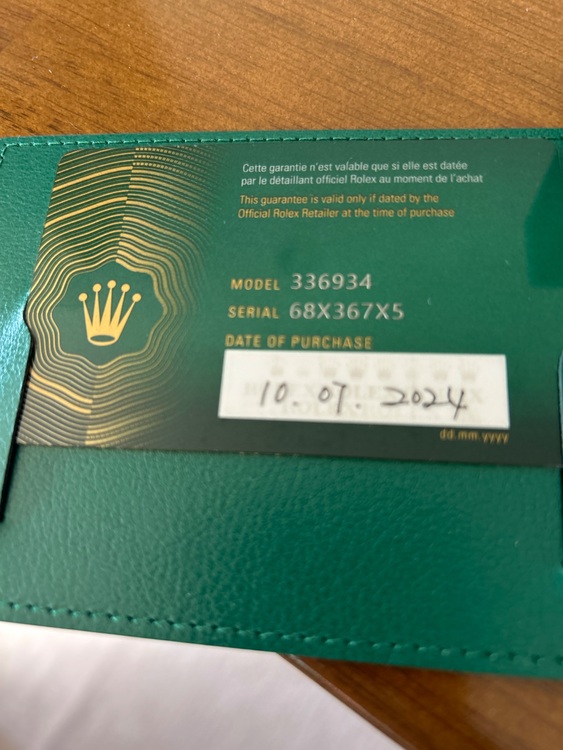 Cette garantie n'est valable que si elle est datée
par le détaillant officiel Rolex au moment de l'achat
This guarantee is valid only if dated by the
Official Rolex Retailer at the time of purchase
MODEL 336934
SERIAL 68X367X5
DATE OF PURCHASE
10.07.2024
dd.mm.yyyy